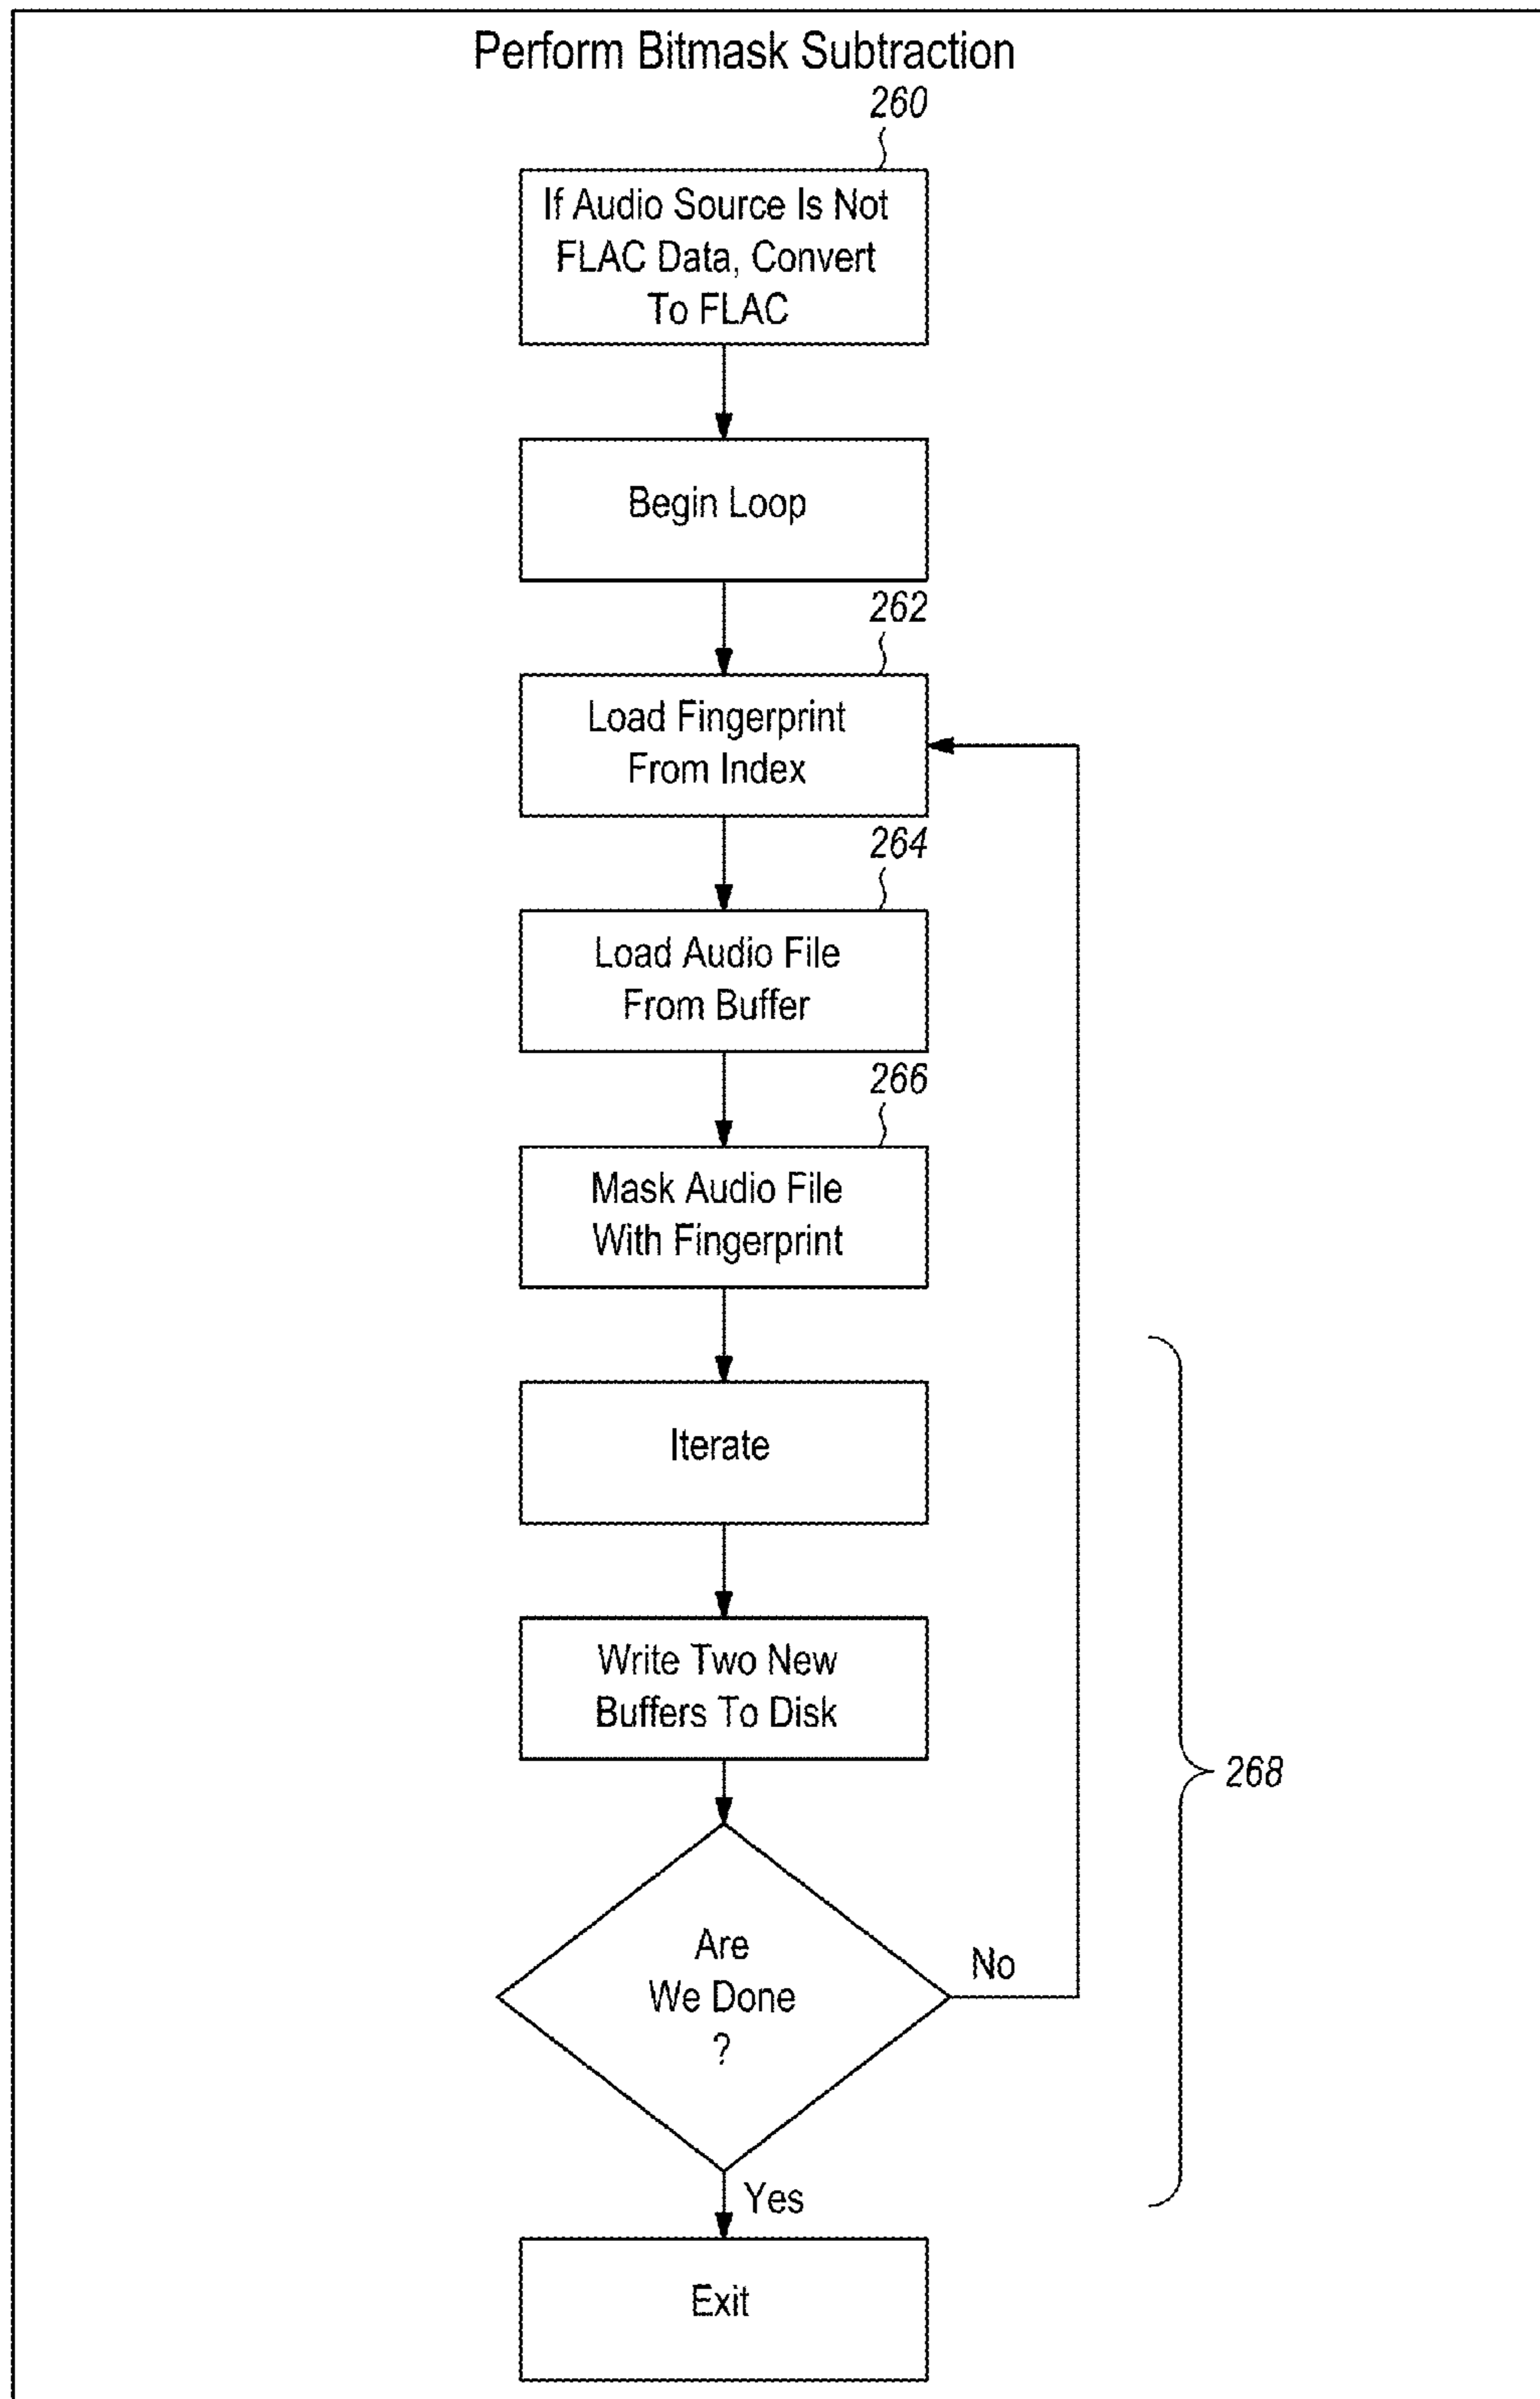 Perform Bitmask Subtraction
260
If Audio Source Is Not
FLAC Data, Convert
To FLAC
Begin Loop
262
Load Fingerprint
From Index
264
Load Audio File
From Buffer
266
Mask Audio File
With Fingerprint
Iterate
Write Two New
Buffers To Disk
268
Are
We Done
?
No
Yes
Exit